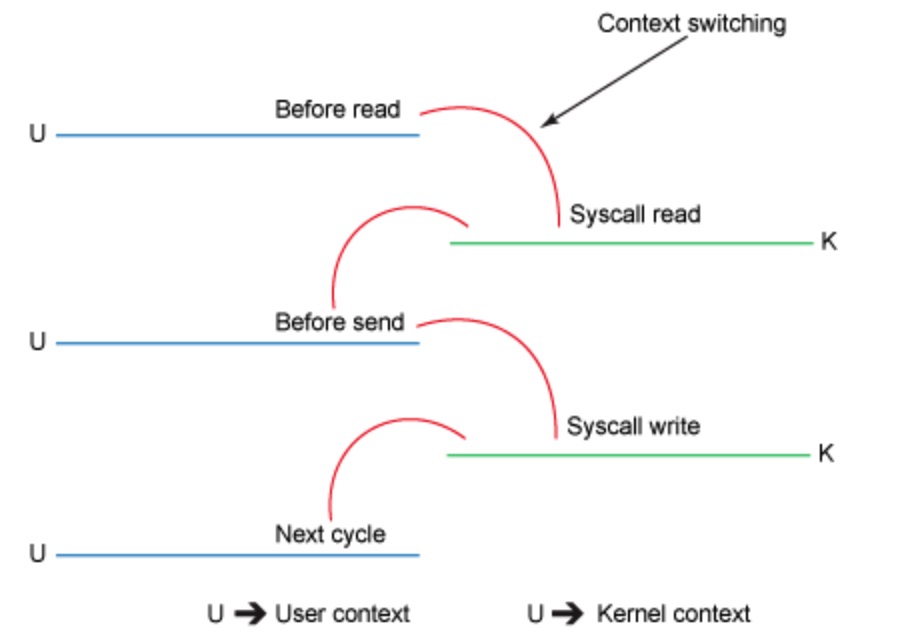 Context switching
Before read
U
Syscall read
K
Before send
U
Syscall write
K
Next cycle
U
U ➔ User context
U ➔ Kernel context